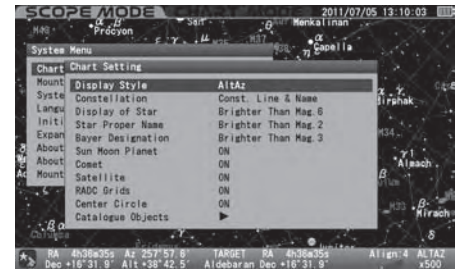 SCOPE MODE 2011/07/05 13:10:03
Procyon
Menkalinan
M37
Capella
System Menu
Chart Chart Setting
Mount Display Style AltAz
Syste Constellation Const. Line & Name
Langu Display of Star Brighter Than Mag.6
Initi Star Proper Name Brighter Than Mag.2
Expan Bayer Designation Brighter Than Mag.3
About Sun Moon Planet ON
About Comet ON
Mount Satellite ON
RADC Grids ON
Center Circle ON
Catalogue Objects ▶
M34
γ1
Almach
β
M33
Mirach
δ
RA 4h36m35s Az 257°57.6' TARGET RA 4h36m35s Align:4 ALTAZ
Dec +16°31.9' Alt +38°42.5' Aldebaran Dec +16°31.9' x500